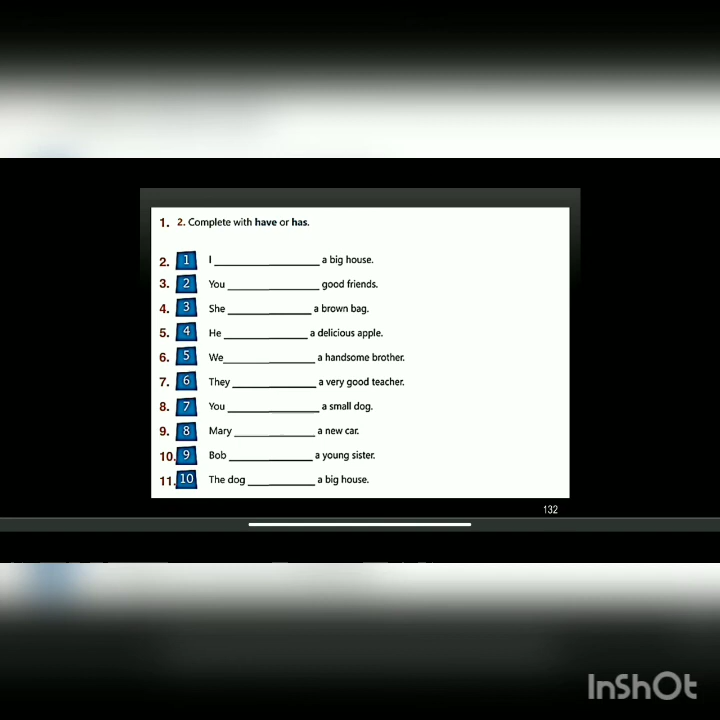 1. 2. Complete with have or has.
2. 1 I ____________ a big house.
3. 2 You ____________ good friends.
4. 3 She ____________ a brown bag.
5. 4 He ____________ a delicious apple.
6. 5 We____________ a handsome brother.
7. 6 They ____________ a very good teacher.
8. 7 You ____________ a small dog.
9. 8 Mary ____________ a new car.
10. 9 Bob ____________ a young sister.
11. 10 The dog ____________ a big house.
132
InShOt